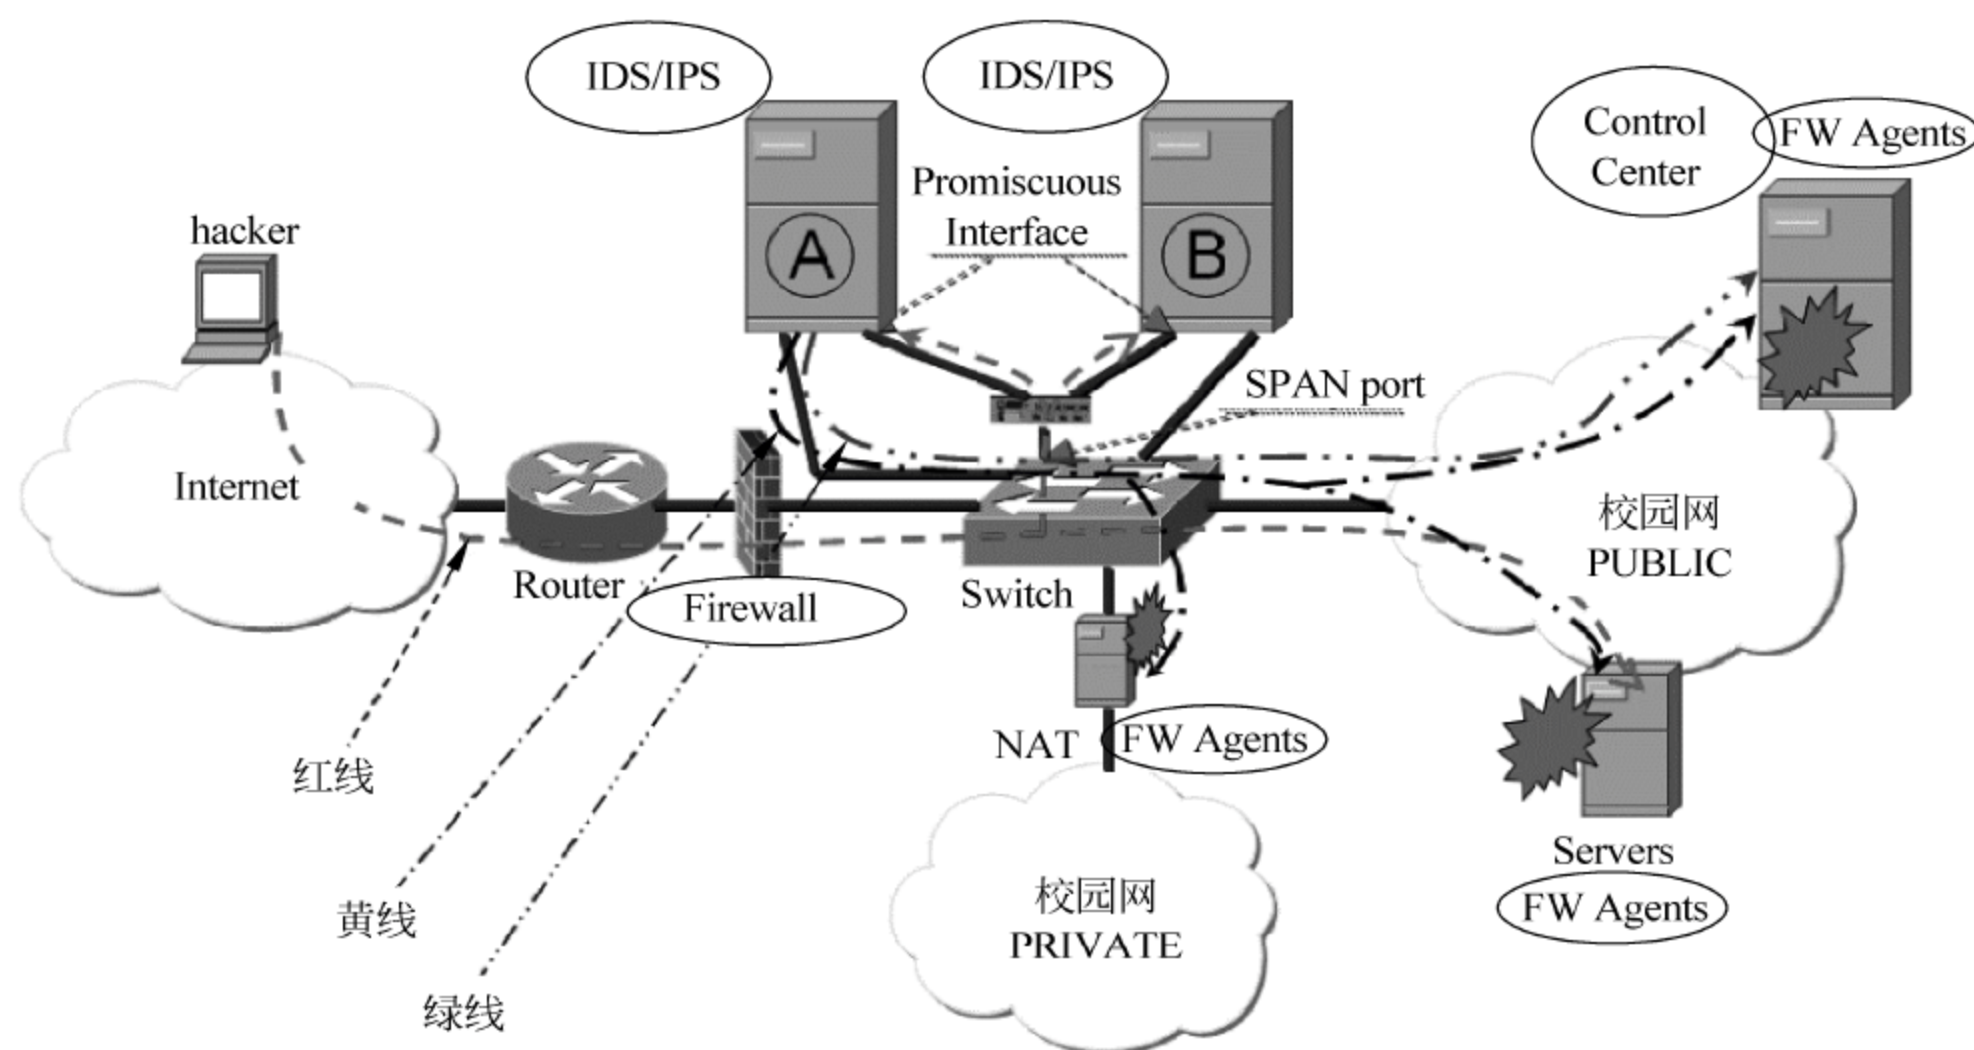 IDS/IPS
IDS/IPS
Control
Center
FW Agents
Promiscuous
Interface
hacker
A
B
SPAN port
Internet
校园网
PUBLIC
Router
Firewall
Switch
NAT
FW Agents
红线
Servers
FW Agents
黄线
校园网
PRIVATE
绿线